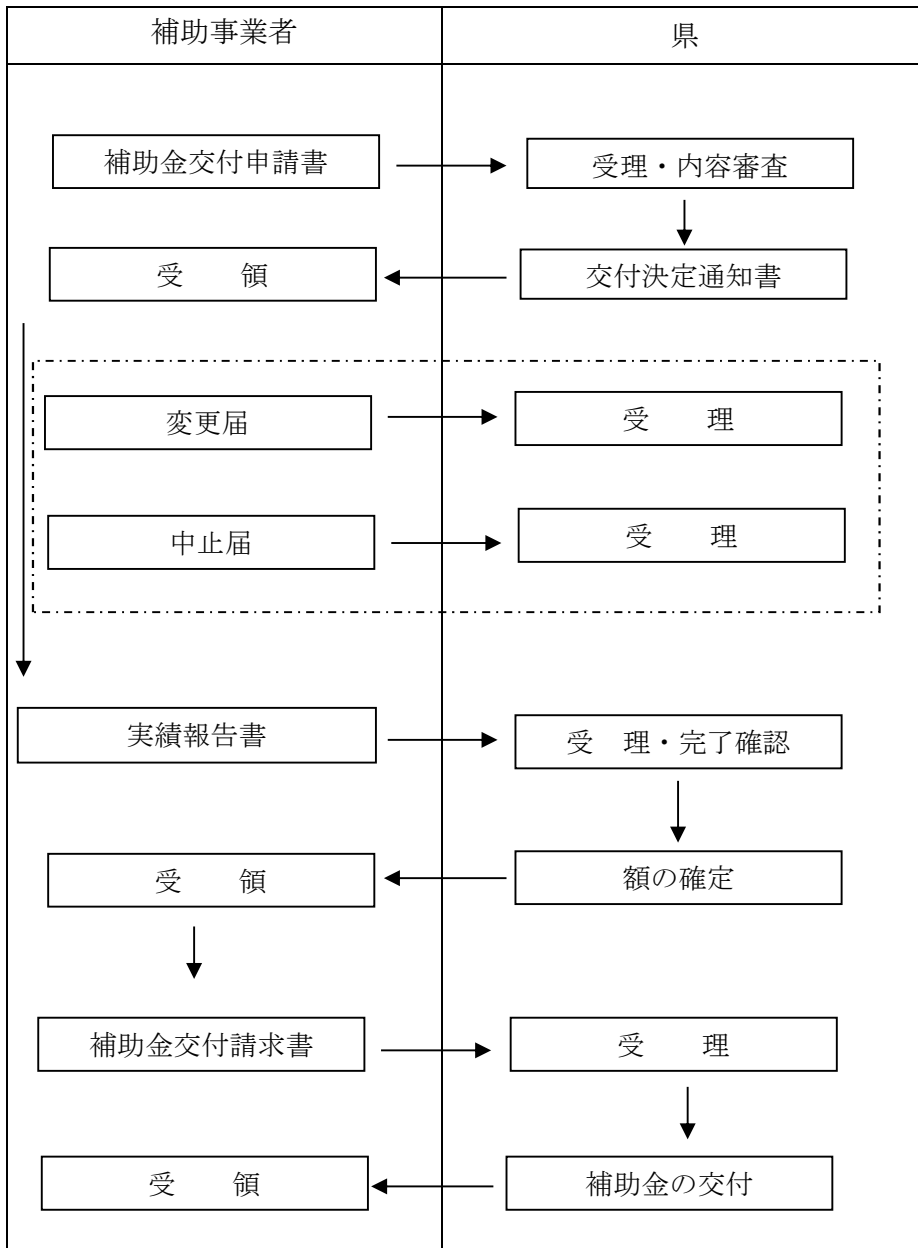 補助事業者
県
補助金交付申請書
受理・内容審査
受　　領
交付決定通知書
変更届
受　　理
中止届
受　　理
実績報告書
受　理・完了確認
受　　領
額の確定
補助金交付請求書
受　　理
受　　領
補助金の交付